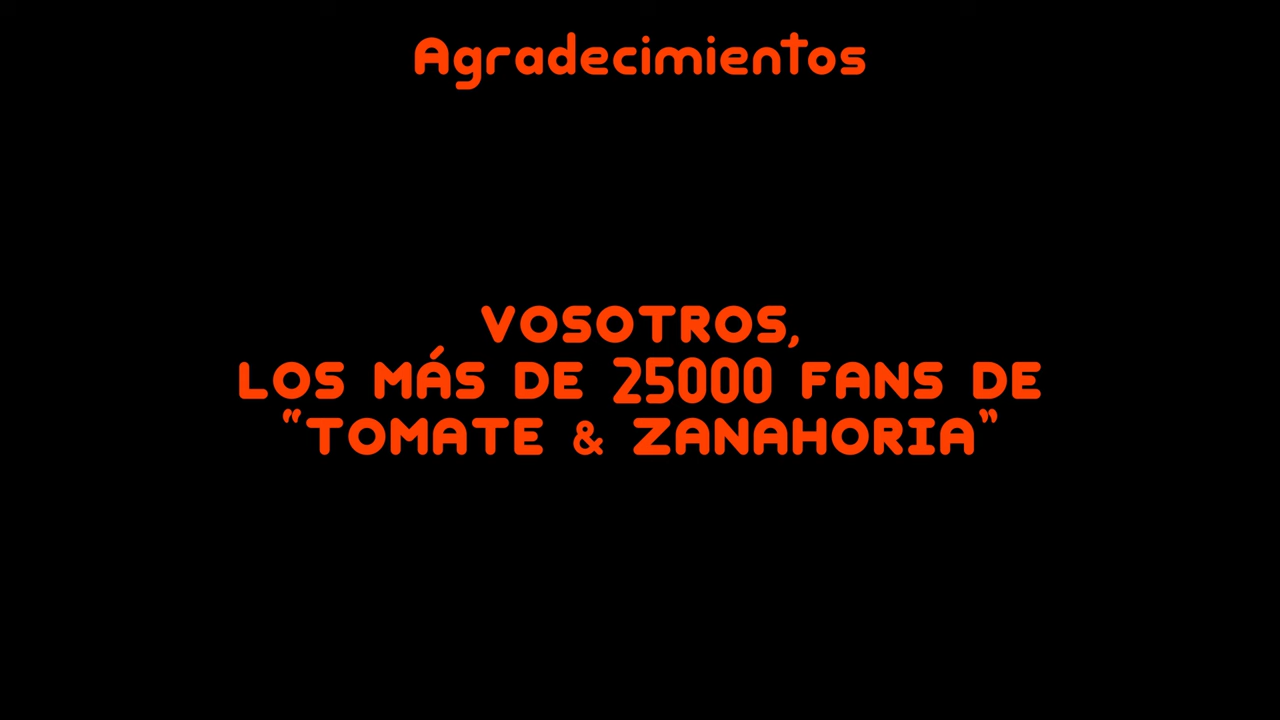 Agradecimientos
VOSOTROS,
LOS MÁS DE 25000 FANS DE
“TOMATE & ZANAHORIA”